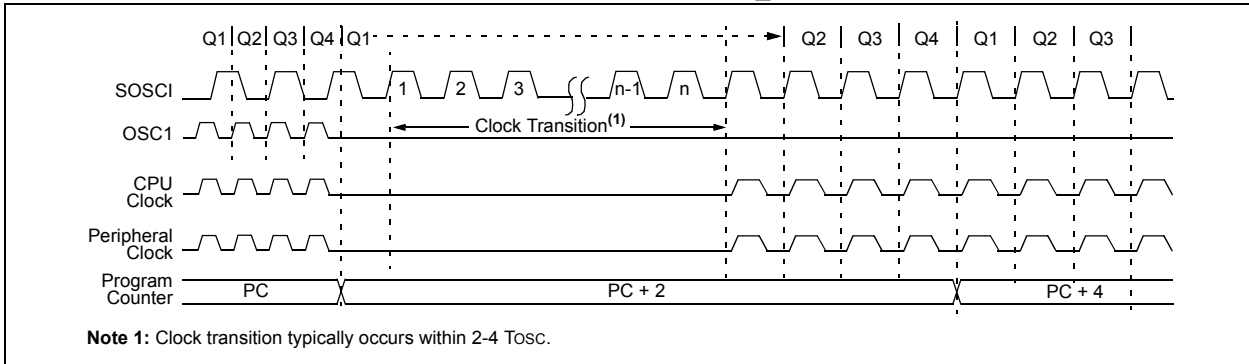 Q1 Q2 Q3 Q4 Q1 Q2 Q3 Q4 Q1 Q2 Q3
SOSCI 1 2 3 n-1 n
Clock Transition(1)
OSC1
CPU
Clock
Peripheral
Clock
Program
Counter
PC PC + 2 PC + 4
Note 1: Clock transition typically occurs within 2-4 TOSC.